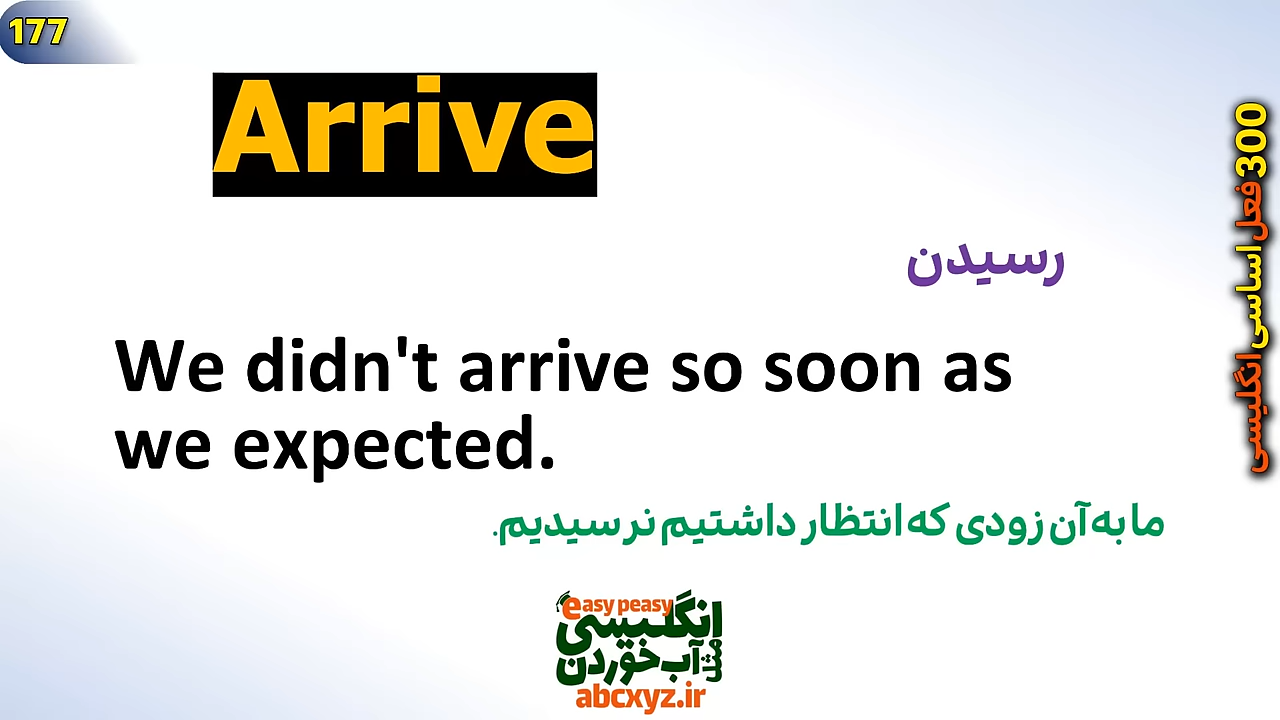 177
Arrive
رسیدن
We didn't arrive so soon as
we expected.
ما به آن زودی که انتظار داشتیم نرسیدیم.
300 فعل اساسی انگلیسی
easy peasy
انگلیسی
مثل آب خوردن
abcxyz.ir